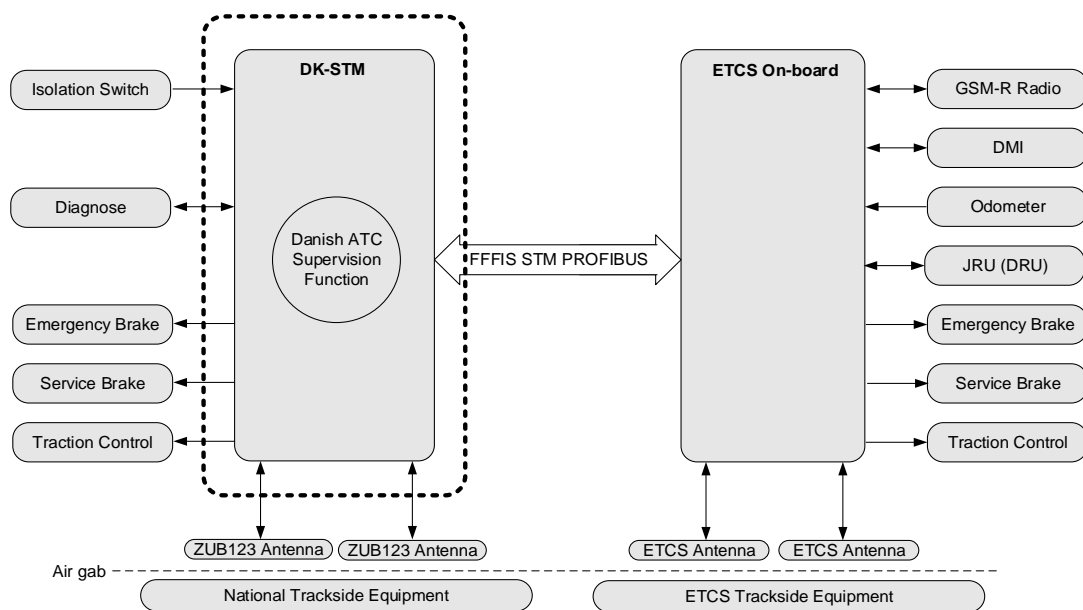 DK-STM
ETCS On-board
Isolation Switch
GSM-R Radio
DMI
Diagnose
Odometer
Danish ATC
Supervision
Function
FFFIS STM PROFIBUS
JRU (DRU)
Emergency Brake
Emergency Brake
Service Brake
Service Brake
Traction Control
Traction Control
ZUB123 Antenna
ZUB123 Antenna
ETCS Antenna
ETCS Antenna
Air gab
National Trackside Equipment
ETCS Trackside Equipment